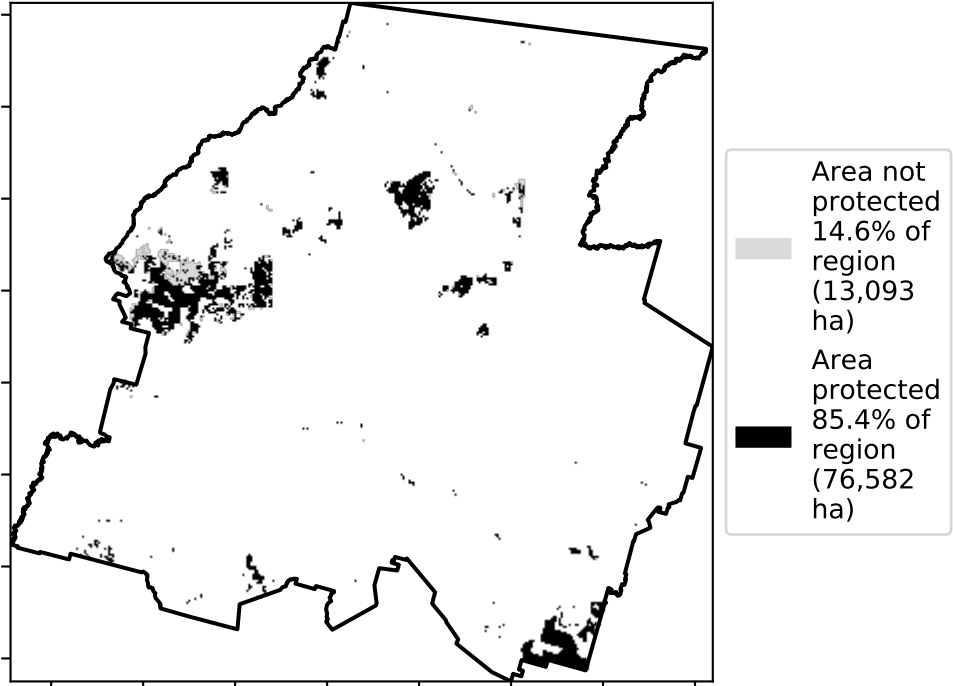 Area not
protected
14.6% of
region
(13,093
ha)
Area
protected
85.4% of
region
(76,582
ha)